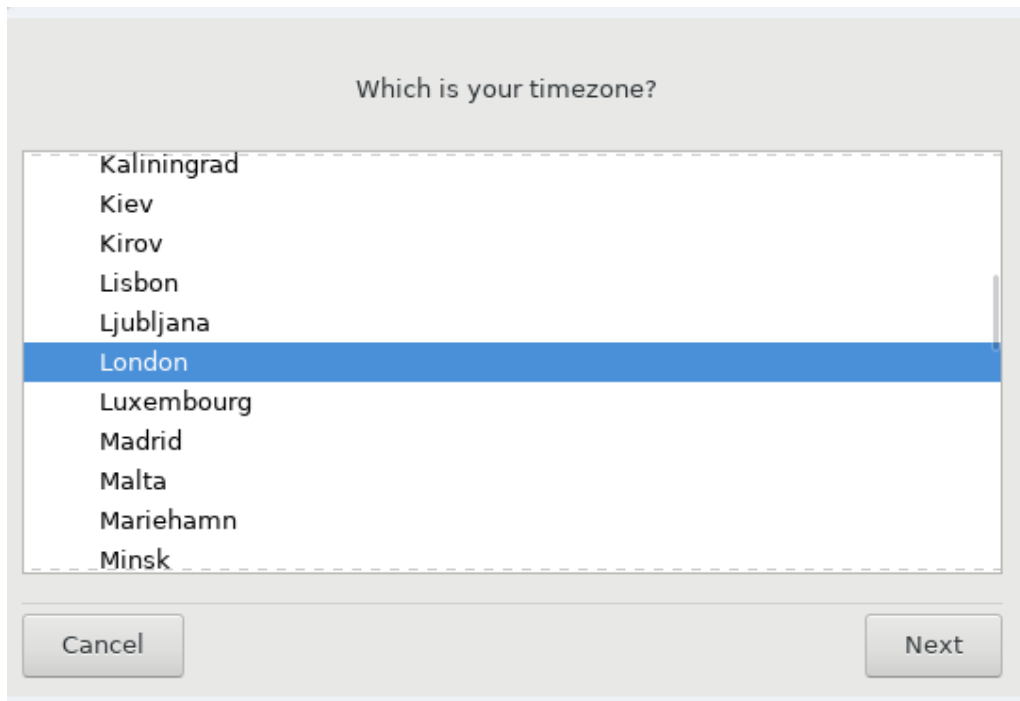 Which is your timezone?
Kaliningrad
Kiev
Kirov
Lisbon
Ljubljana
London
Luxembourg
Madrid
Malta
Mariehamn
Minsk
Cancel
Next